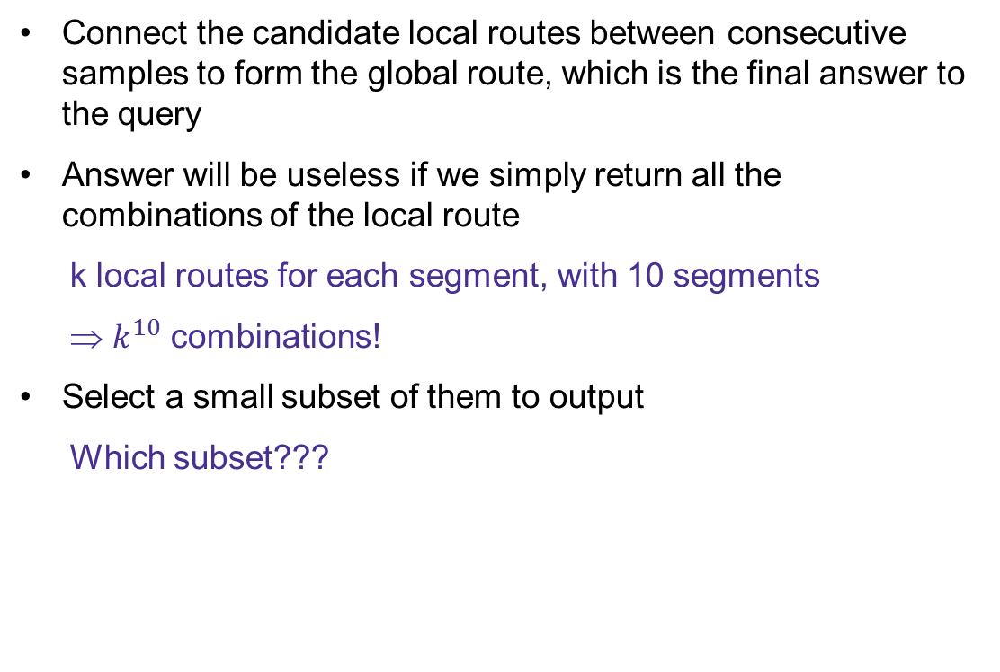 • Connect the candidate local routes between consecutive
samples to form the global route, which is the final answer to
the query
• Answer will be useless if we simply return all the
combinations of the local route
k local routes for each segment, with 10 segments
⇒ k¹⁰ combinations!
• Select a small subset of them to output
Which subset???